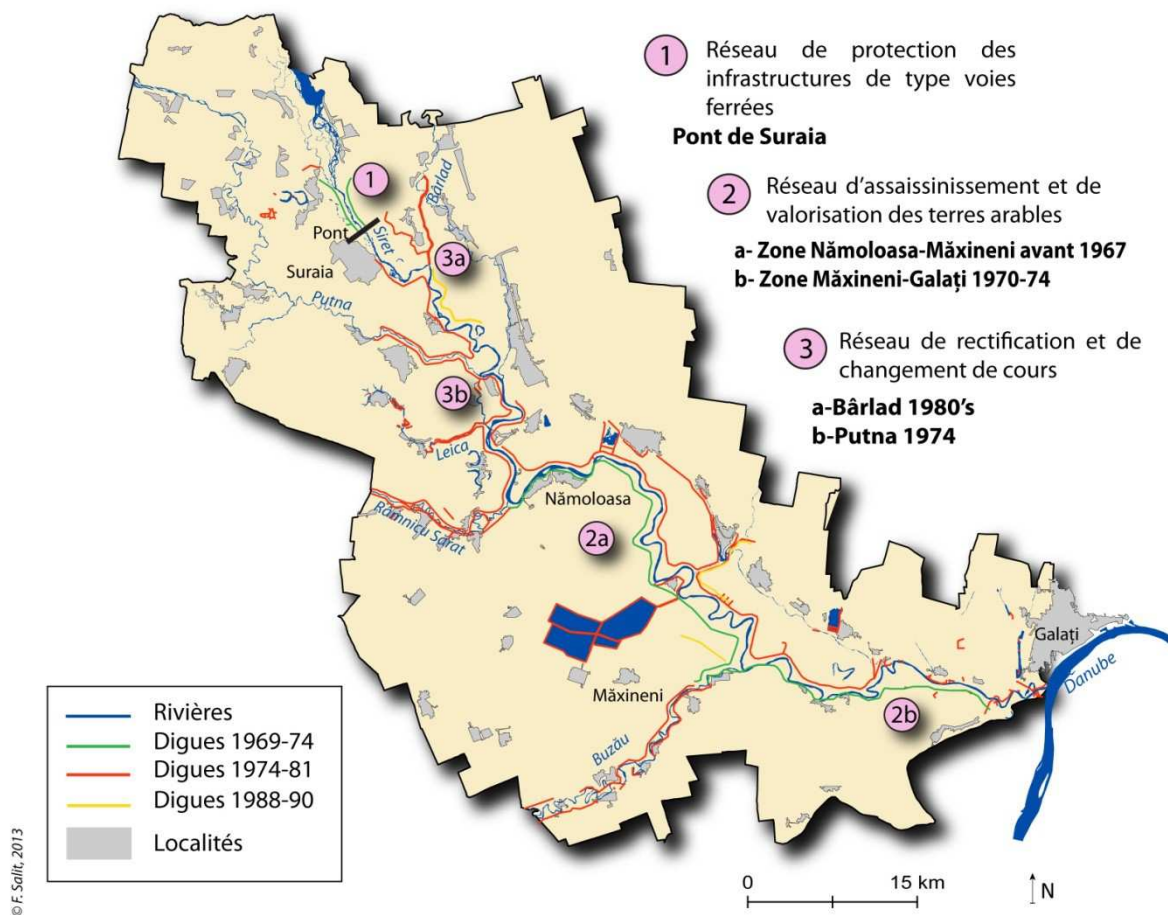 1 Réseau de protection des
infrastructures de type voies
ferrées
Pont de Suraia
2 Réseau d'assaissinissement et de
valorisation des terres arables
a- Zone Nămoloasa-Măxineni avant 1967
b- Zone Măxineni-Galați 1970-74
3 Réseau de rectification et de
changement de cours
a-Bârlad 1980's
b-Putna 1974
1
Bârlad
Pont
Siret
3a
Suraia
Putna
3b
Leica
Nămoloasa
Râmnicu Sărat
2a
Galați
Danube
Măxineni
2b
Buzău
Rivières
Digues 1969-74
Digues 1974-81
Digues 1988-90
Localités
0 15 km
N
© F. Salit, 2013